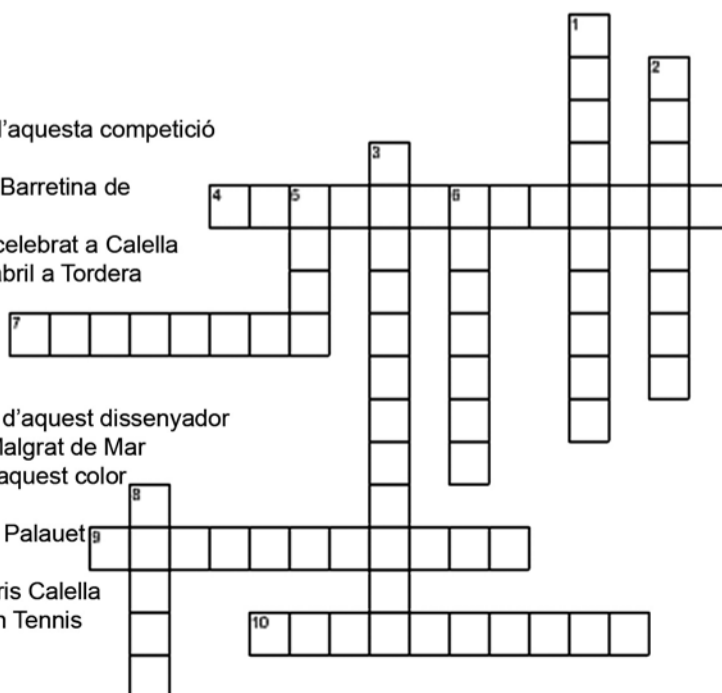 1
2
l'aquesta competició
3
Barretina de
4 5 6
celebrat a Calella
abril a Tordera
7
d'aquest dissenyador
Malgrat de Mar
aquest color
8
Palauet 9
ris Calella
n Tennis
10